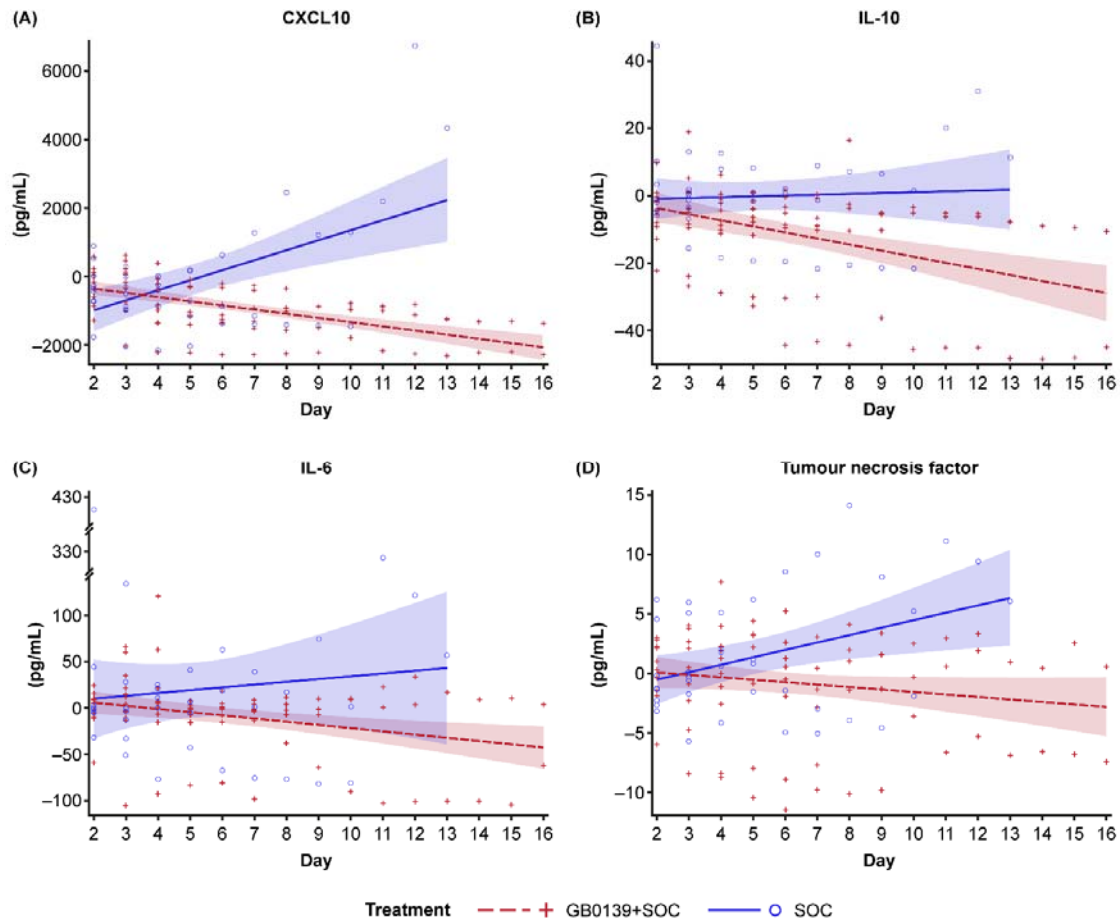 (A) CXCL10
6000
4000
2000
0
−2000
(pg/mL)
2 3 4 5 6 7 8 9 10 11 12 13 14 15 16
Day
(B) IL-10
40
20
0
−20
−40
(pg/mL)
2 3 4 5 6 7 8 9 10 11 12 13 14 15 16
Day
(C) IL-6
430
330
100
50
0
−50
−100
(pg/mL)
2 3 4 5 6 7 8 9 10 11 12 13 14 15 16
Day
(D) Tumour necrosis factor
15
10
5
0
−5
−10
(pg/mL)
2 3 4 5 6 7 8 9 10 11 12 13 14 15 16
Day
Treatment GB0139+SOC SOC